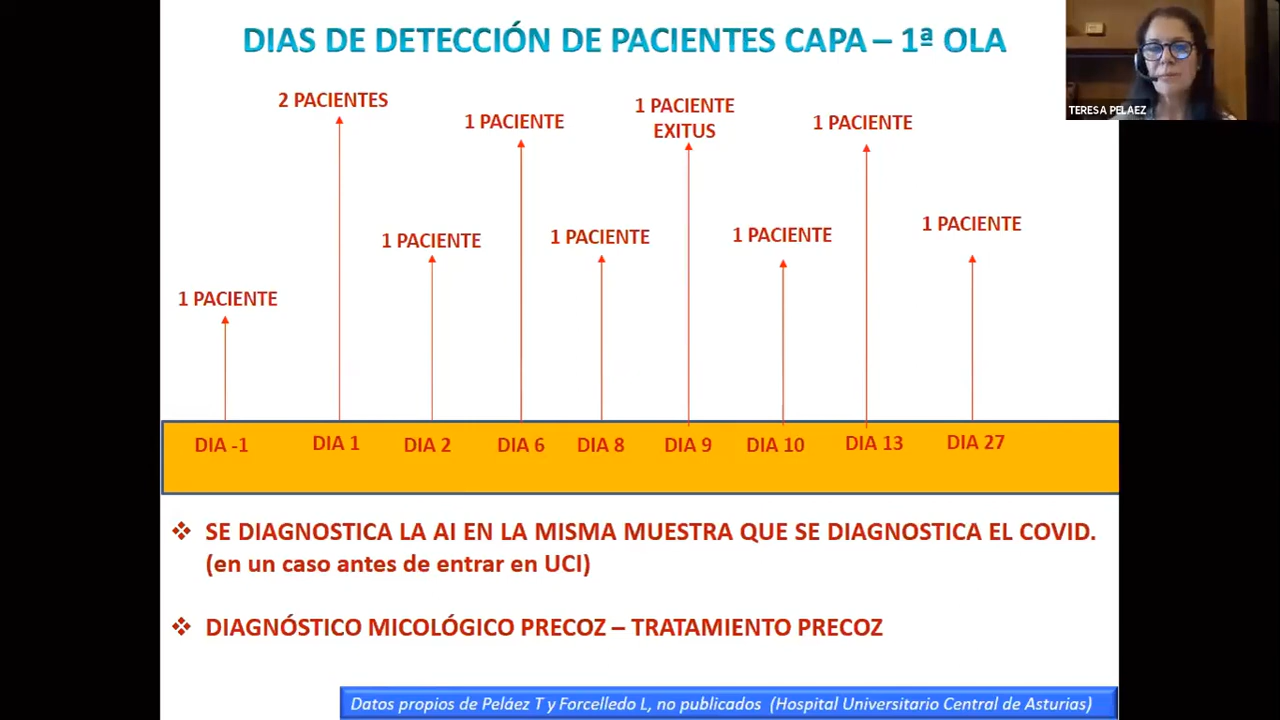 DIAS DE DETECCIÓN DE PACIENTES CAPA – 1ª OLA
TERESA PELAEZ
2 PACIENTES
1 PACIENTE
1 PACIENTE
EXITUS
1 PACIENTE
1 PACIENTE
1 PACIENTE
1 PACIENTE
1 PACIENTE
1 PACIENTE
DIA -1
DIA 1
DIA 2
DIA 6
DIA 8
DIA 9
DIA 10
DIA 13
DIA 27
SE DIAGNOSTICA LA AI EN LA MISMA MUESTRA QUE SE DIAGNOSTICA EL COVID.
(en un caso antes de entrar en UCI)
DIAGNÓSTICO MICOLÓGICO PRECOZ – TRATAMIENTO PRECOZ
Datos propios de Peláez T y Forcelledo L, no publicados (Hospital Universitario Central de Asturias)